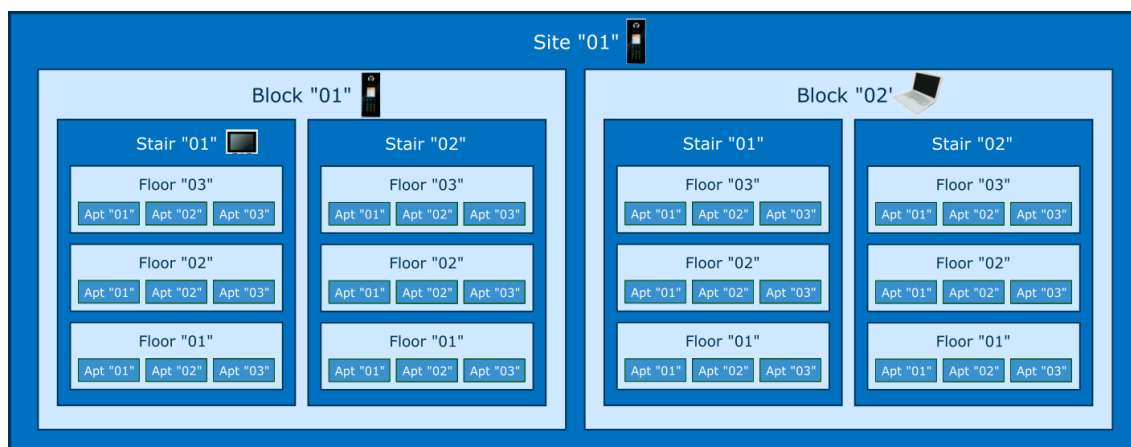 Site "01"
Block "01"
Stair "01"
Floor "03"
Apt "01" Apt "02" Apt "03"
Floor "02"
Apt "01" Apt "02" Apt "03"
Floor "01"
Apt "01" Apt "02" Apt "03"
Stair "02"
Floor "03"
Apt "01" Apt "02" Apt "03"
Floor "02"
Apt "01" Apt "02" Apt "03"
Floor "01"
Apt "01" Apt "02" Apt "03"
Block "02'
Stair "01"
Floor "03"
Apt "01" Apt "02" Apt "03"
Floor "02"
Apt "01" Apt "02" Apt "03"
Floor "01"
Apt "01" Apt "02" Apt "03"
Stair "02"
Floor "03"
Apt "01" Apt "02" Apt "03"
Floor "02"
Apt "01" Apt "02" Apt "03"
Floor "01"
Apt "01" Apt "02" Apt "03"